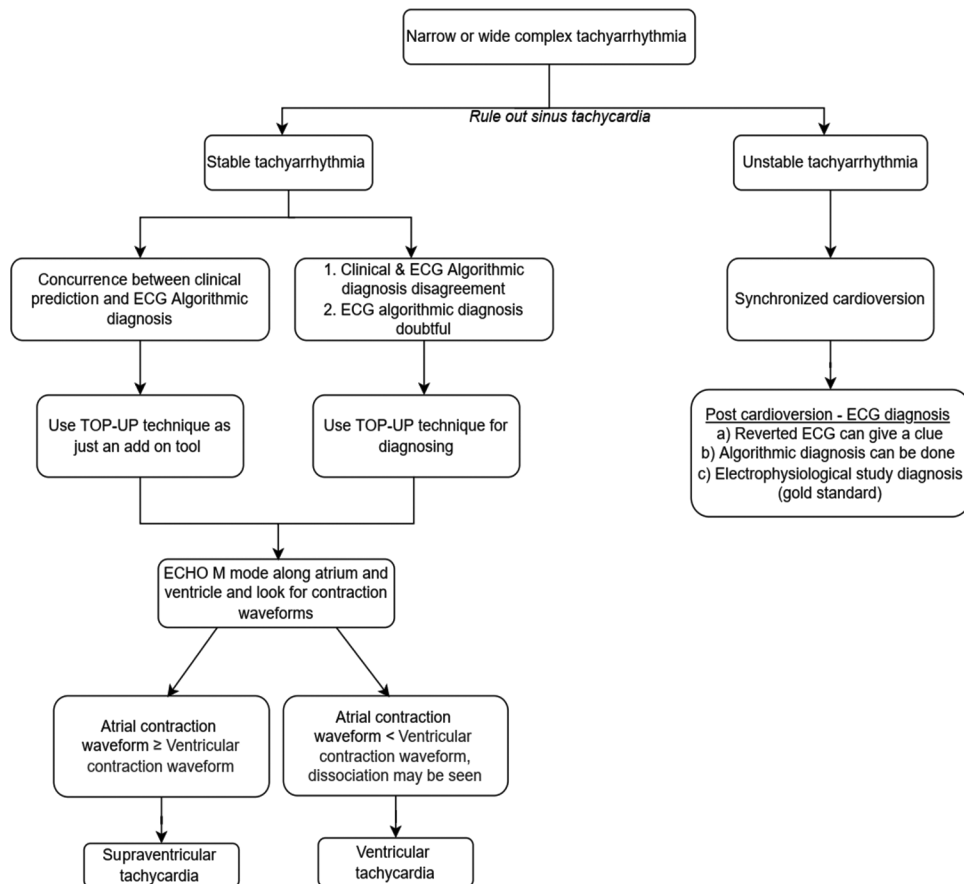 Narrow or wide complex tachyarrhythmia
Rule out sinus tachycardia
Stable tachyarrhythmia
Unstable tachyarrhythmia
Concurrence between clinical
prediction and ECG Algorithmic
diagnosis
1. Clinical & ECG Algorithmic
diagnosis disagreement
2. ECG algorithmic diagnosis
doubtful
Synchronized cardioversion
Use TOP-UP technique as
just an add on tool
Use TOP-UP technique for
diagnosing
Post cardioversion - ECG diagnosis
a) Reverted ECG can give a clue
b) Algorithmic diagnosis can be done
c) Electrophysiological study diagnosis
(gold standard)
ECHO M mode along atrium and
ventricle and look for contraction
waveforms
Atrial contraction
waveform ≥ Ventricular
contraction waveform
Atrial contraction
waveform < Ventricular
contraction waveform,
dissociation may be seen
Supraventricular
tachycardia
Ventricular
tachycardia